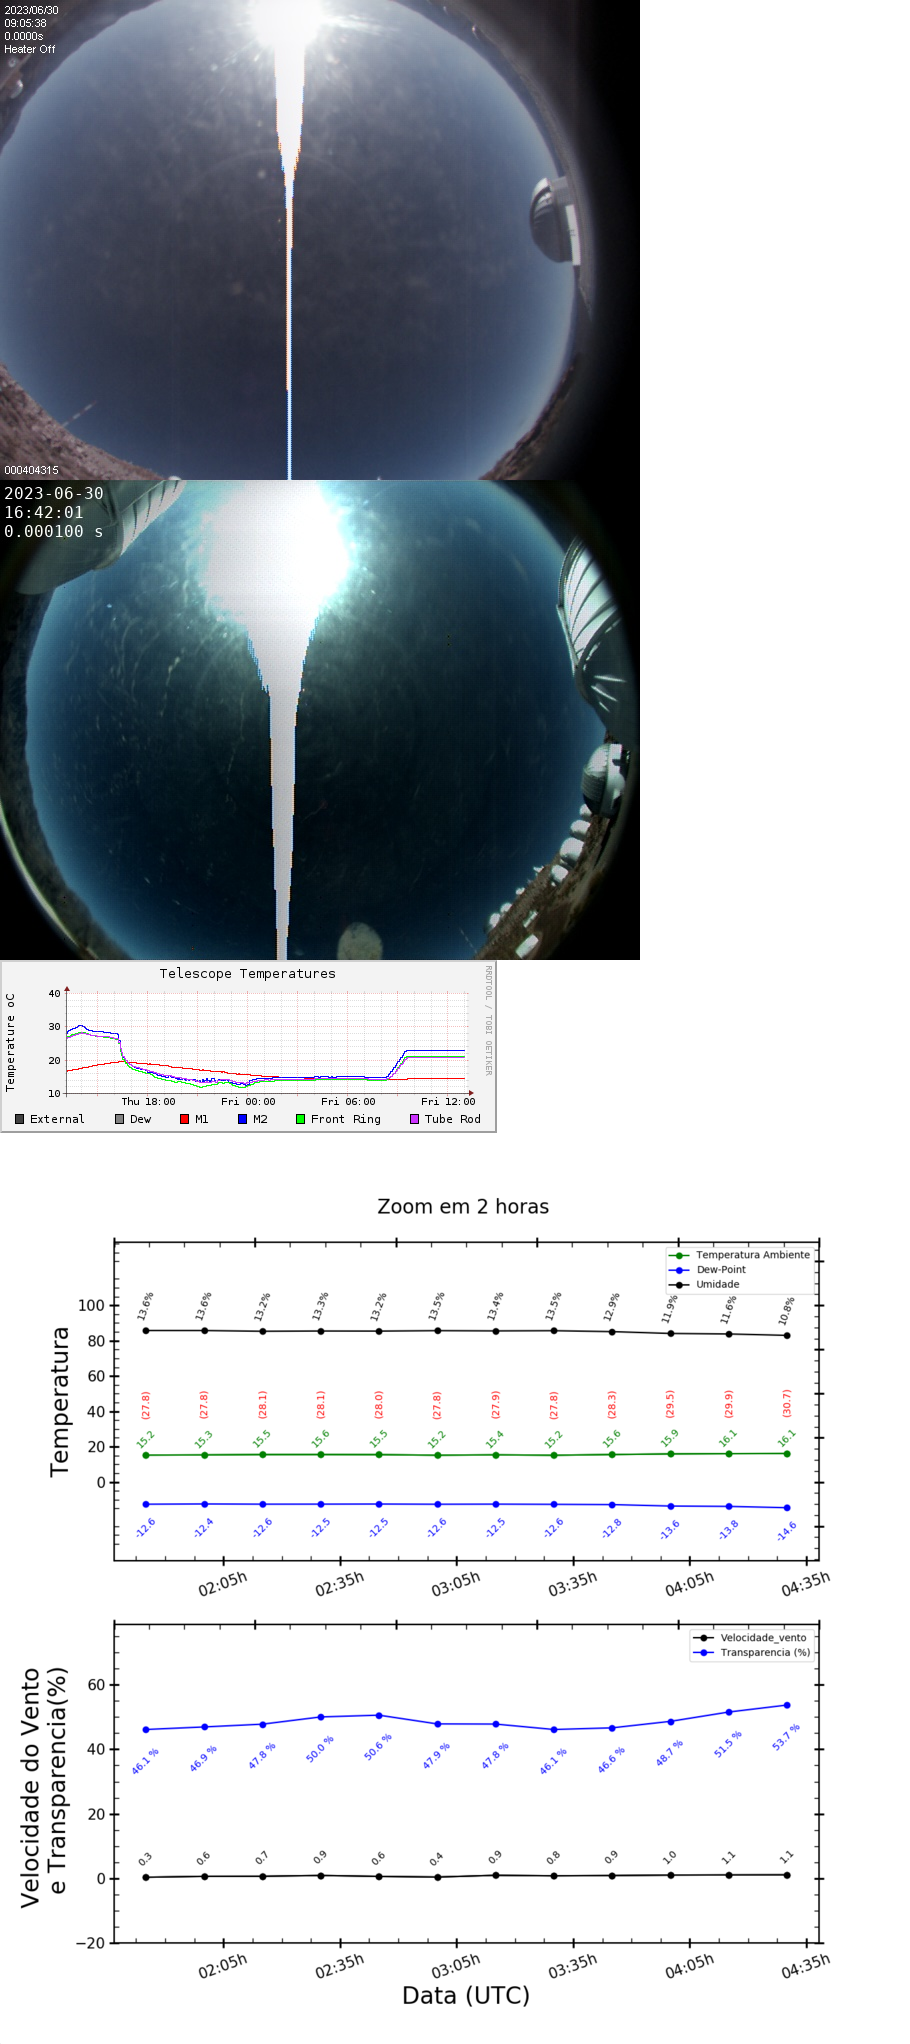 2023/06/30
09:05:38
0.0000s
Heater Off
000404315
2023-06-30
16:42:01
0.000100 s
Telescope Temperatures
RRDTOOL / TOBI OETIKER
Temperature oC
40
30
20
10
Thu 18:00 Fri 00:00 Fri 06:00 Fri 12:00
External Dew M1 M2 Front Ring Tube Rod
Zoom em 2 horas
Temperatura Ambiente
Dew-Point
Umidade
Temperatura
100
80
60
40
20
0
13.6% 13.6% 13.2% 13.3% 13.2% 13.5% 13.4% 13.5% 12.9% 11.9% 11.6% 10.8%
(27.8) (27.8) (28.1) (28.1) (28.0) (27.8) (27.9) (27.8) (28.3) (29.5) (29.9) (30.7)
15.2 15.3 15.5 15.6 15.5 15.2 15.4 15.2 15.6 15.9 16.1 16.1
-12.6 -12.4 -12.6 -12.5 -12.5 -12.6 -12.5 -12.6 -12.8 -13.6 -13.8 -14.6
02:05h 02:35h 03:05h 03:35h 04:05h 04:35h
Velocidade_vento
Transparencia (%)
Velocidade do Vento
e Transparencia(%)
60
40
20
0
−20
46.1 % 46.9 % 47.8 % 50.0 % 50.6 % 47.9 % 47.8 % 46.1 % 46.6 % 48.7 % 51.5 % 53.7 %
0.3 0.6 0.7 0.9 0.6 0.4 0.9 0.8 0.9 1.0 1.1 1.1
02:05h 02:35h 03:05h 03:35h 04:05h 04:35h
Data (UTC)